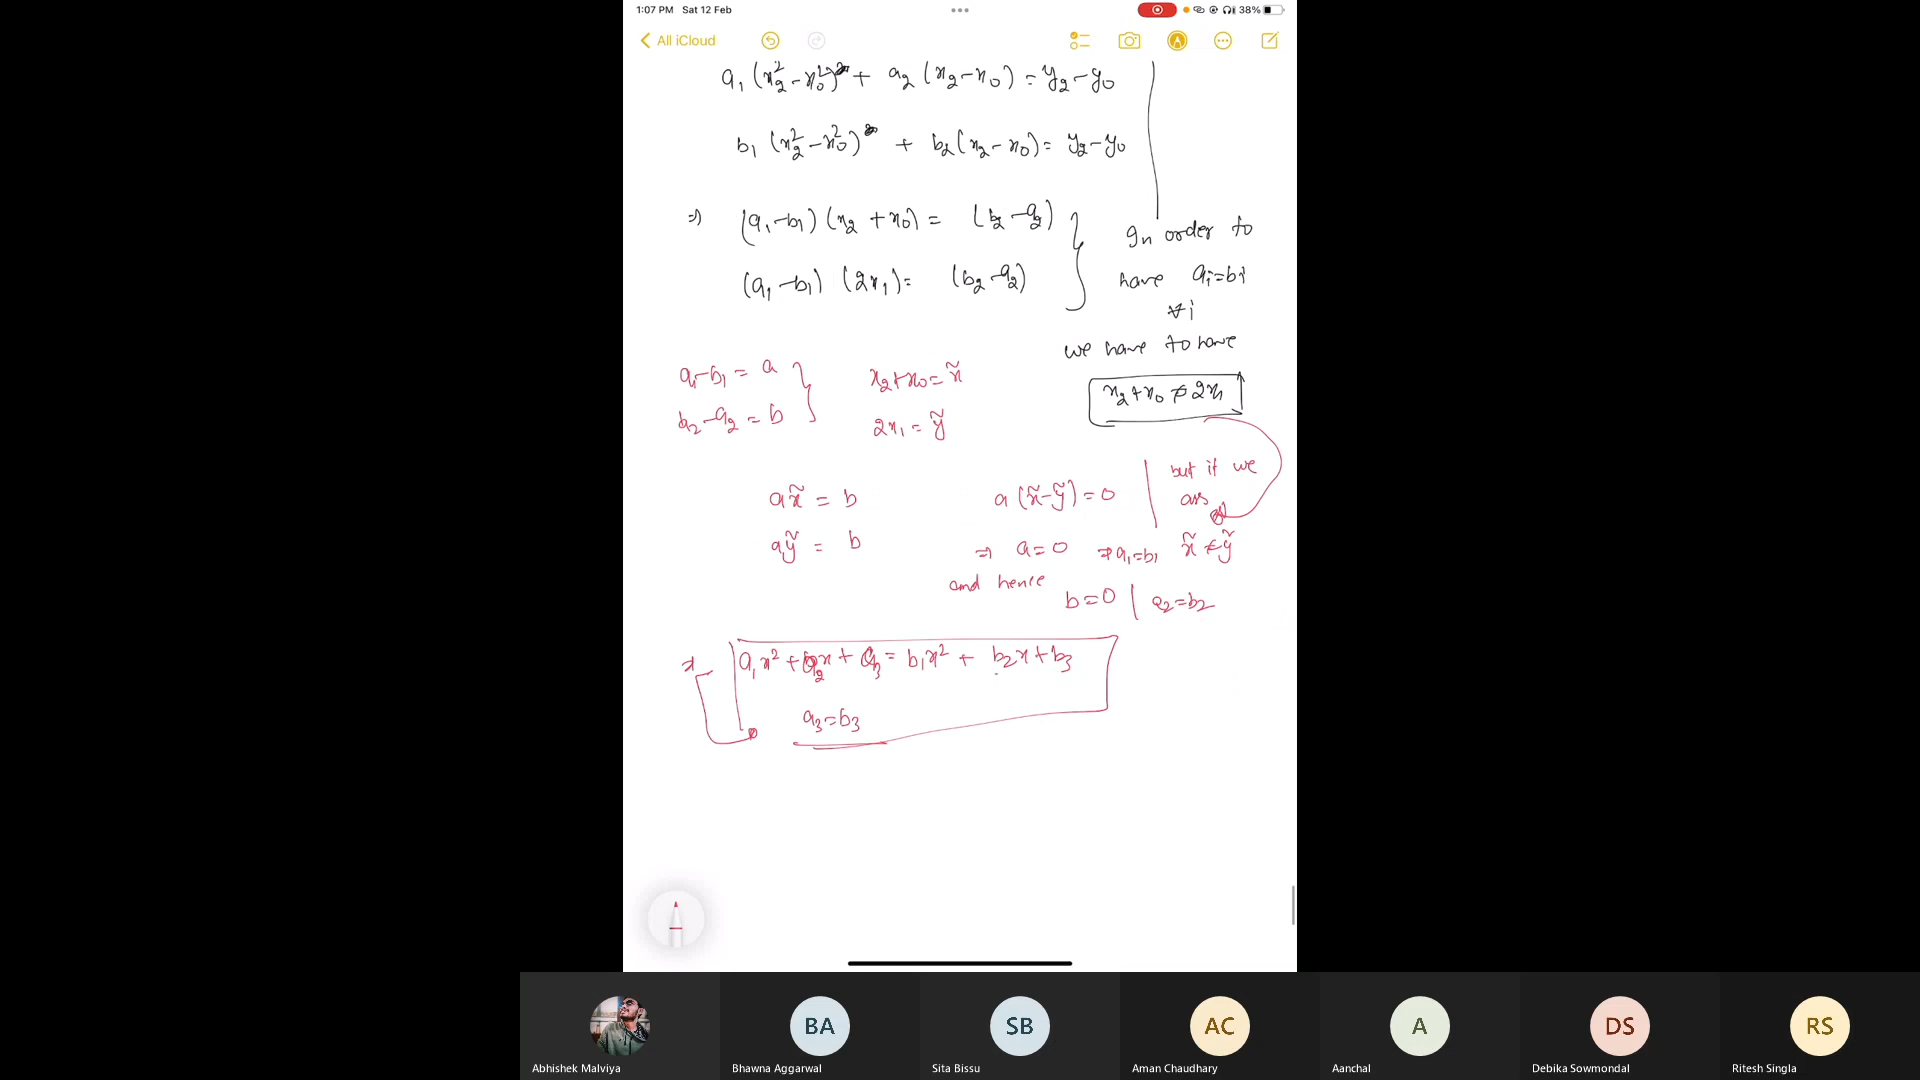 1:07 PM Sat 12 Feb
38%
All iCloud
a₁ (x₂² - x₀²) + a₂ (x₂ - x₀) = y₂ - y₀
b₁ (x₂² - x₀²) + b₂ (x₂ - x₀) = y₂ - y₀
⇒ (a₁ - b₁) (x₂ + x₀) = (b₂ - a₂)
(a₁ - b₁) (2x₁) = (b₂ - a₂)
In order to
have aᵢ = bᵢ
∀ i
we have to have
x₂ + x₀ ≠ 2x₁
a₁ - b₁ = a
b₂ - a₂ = b
x₂ + x₀ = x̃
2x₁ = ỹ
a x̃ = b
a ỹ = b
a (x̃ - ỹ) = 0
but if we
ass
x̃ ≠ ỹ
⇒ a = 0 ⇒ a₁ = b₁
and hence
b = 0 | a₂ = b₂
a₁x² + a₂x + a₃ = b₁x² + b₂x + b₃
a₃ = b₃
Abhishek Malviya
BA
Bhawna Aggarwal
SB
Sita Bissu
AC
Aman Chaudhary
A
Aanchal
DS
Debika Sowmondal
RS
Ritesh Singla